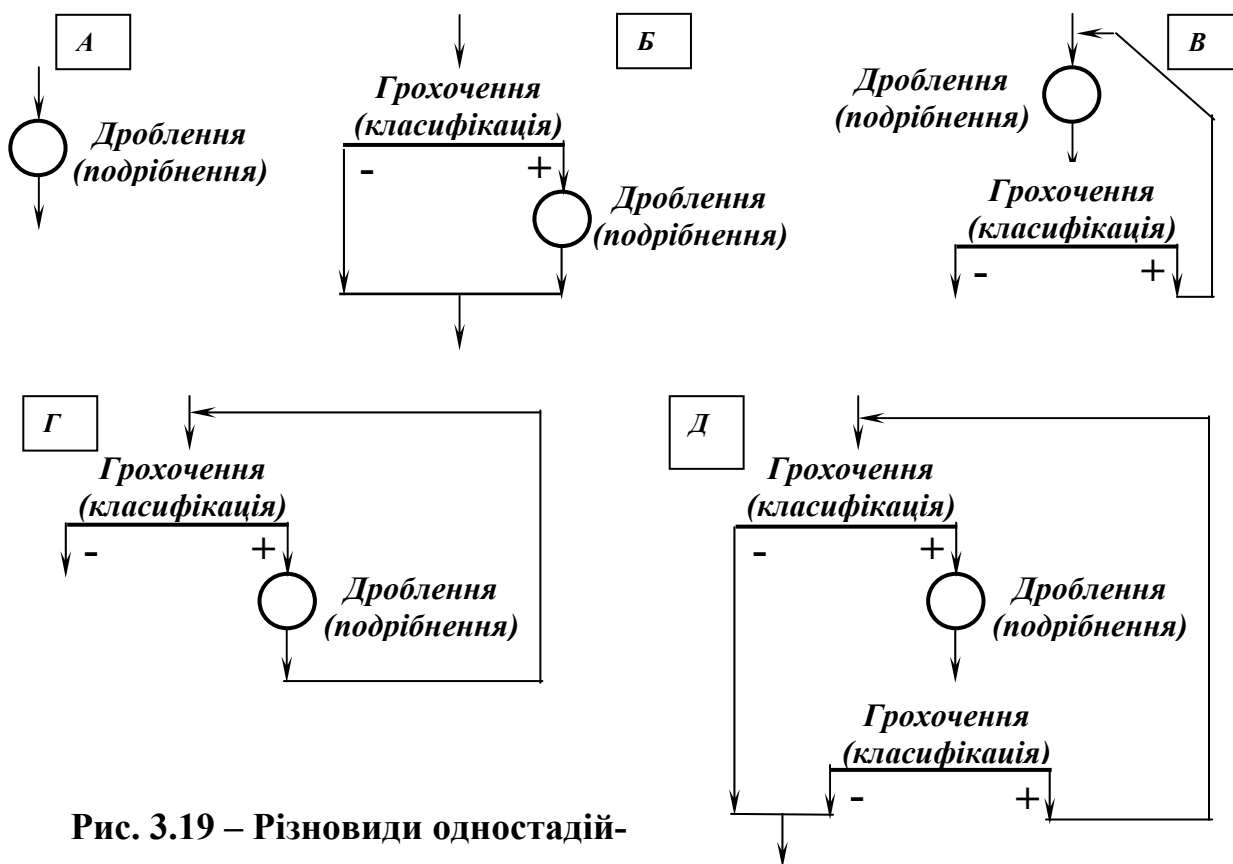 А
Дроблення
(подрібнення)
Б
Грохочення
(класифікація)
-
+
Дроблення
(подрібнення)
В
Дроблення
(подрібнення)
Грохочення
(класифікація)
-
+
Г
Грохочення
(класифікація)
-
+
Дроблення
(подрібнення)
Д
Грохочення
(класифікація)
-
+
Дроблення
(подрібнення)
Грохочення
(класифікація)
-
+
Рис. 3.19 – Різновиди одностадій-